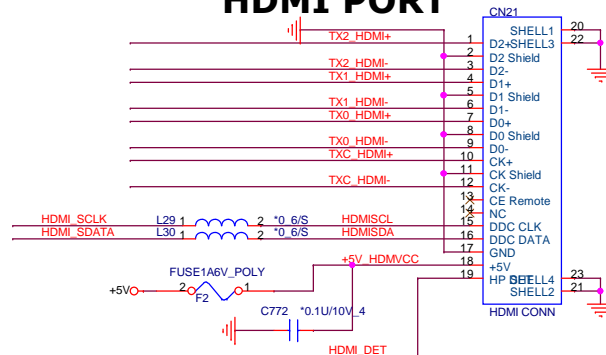 HDMI PORT
CN21
SHELL1 20
TX2_HDMI+ 1 D2+ SHELL3 22
2 D2 Shield
TX2_HDMI- 3 D2-
TX1_HDMI+ 4 D1+
5 D1 Shield
TX1_HDMI- 6 D1-
TX0_HDMI+ 7 D0+
8 D0 Shield
TX0_HDMI- 9 D0-
TXC_HDMI+ 10 CK+
11 CK Shield
TXC_HDMI- 12 CK-
13 CE Remote
14 NC
HDMI_SCLK L29 1 2 *0_6/S HDMISCL 15 DDC CLK
HDMI_SDATA L30 1 2 *0_6/S HDMISDA 16 DDC DATA
17 GND
+5V_HDMVCC 18 +5V
FUSE1A6V_POLY 19 HP DET SHELL4 23
+5V 2 1 SHELL2 21
F2
C772 *0.1U/10V_4 HDMI CONN
HDMI_DET